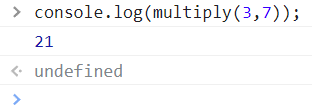 console.log(multiply(3,7));
21
undefined